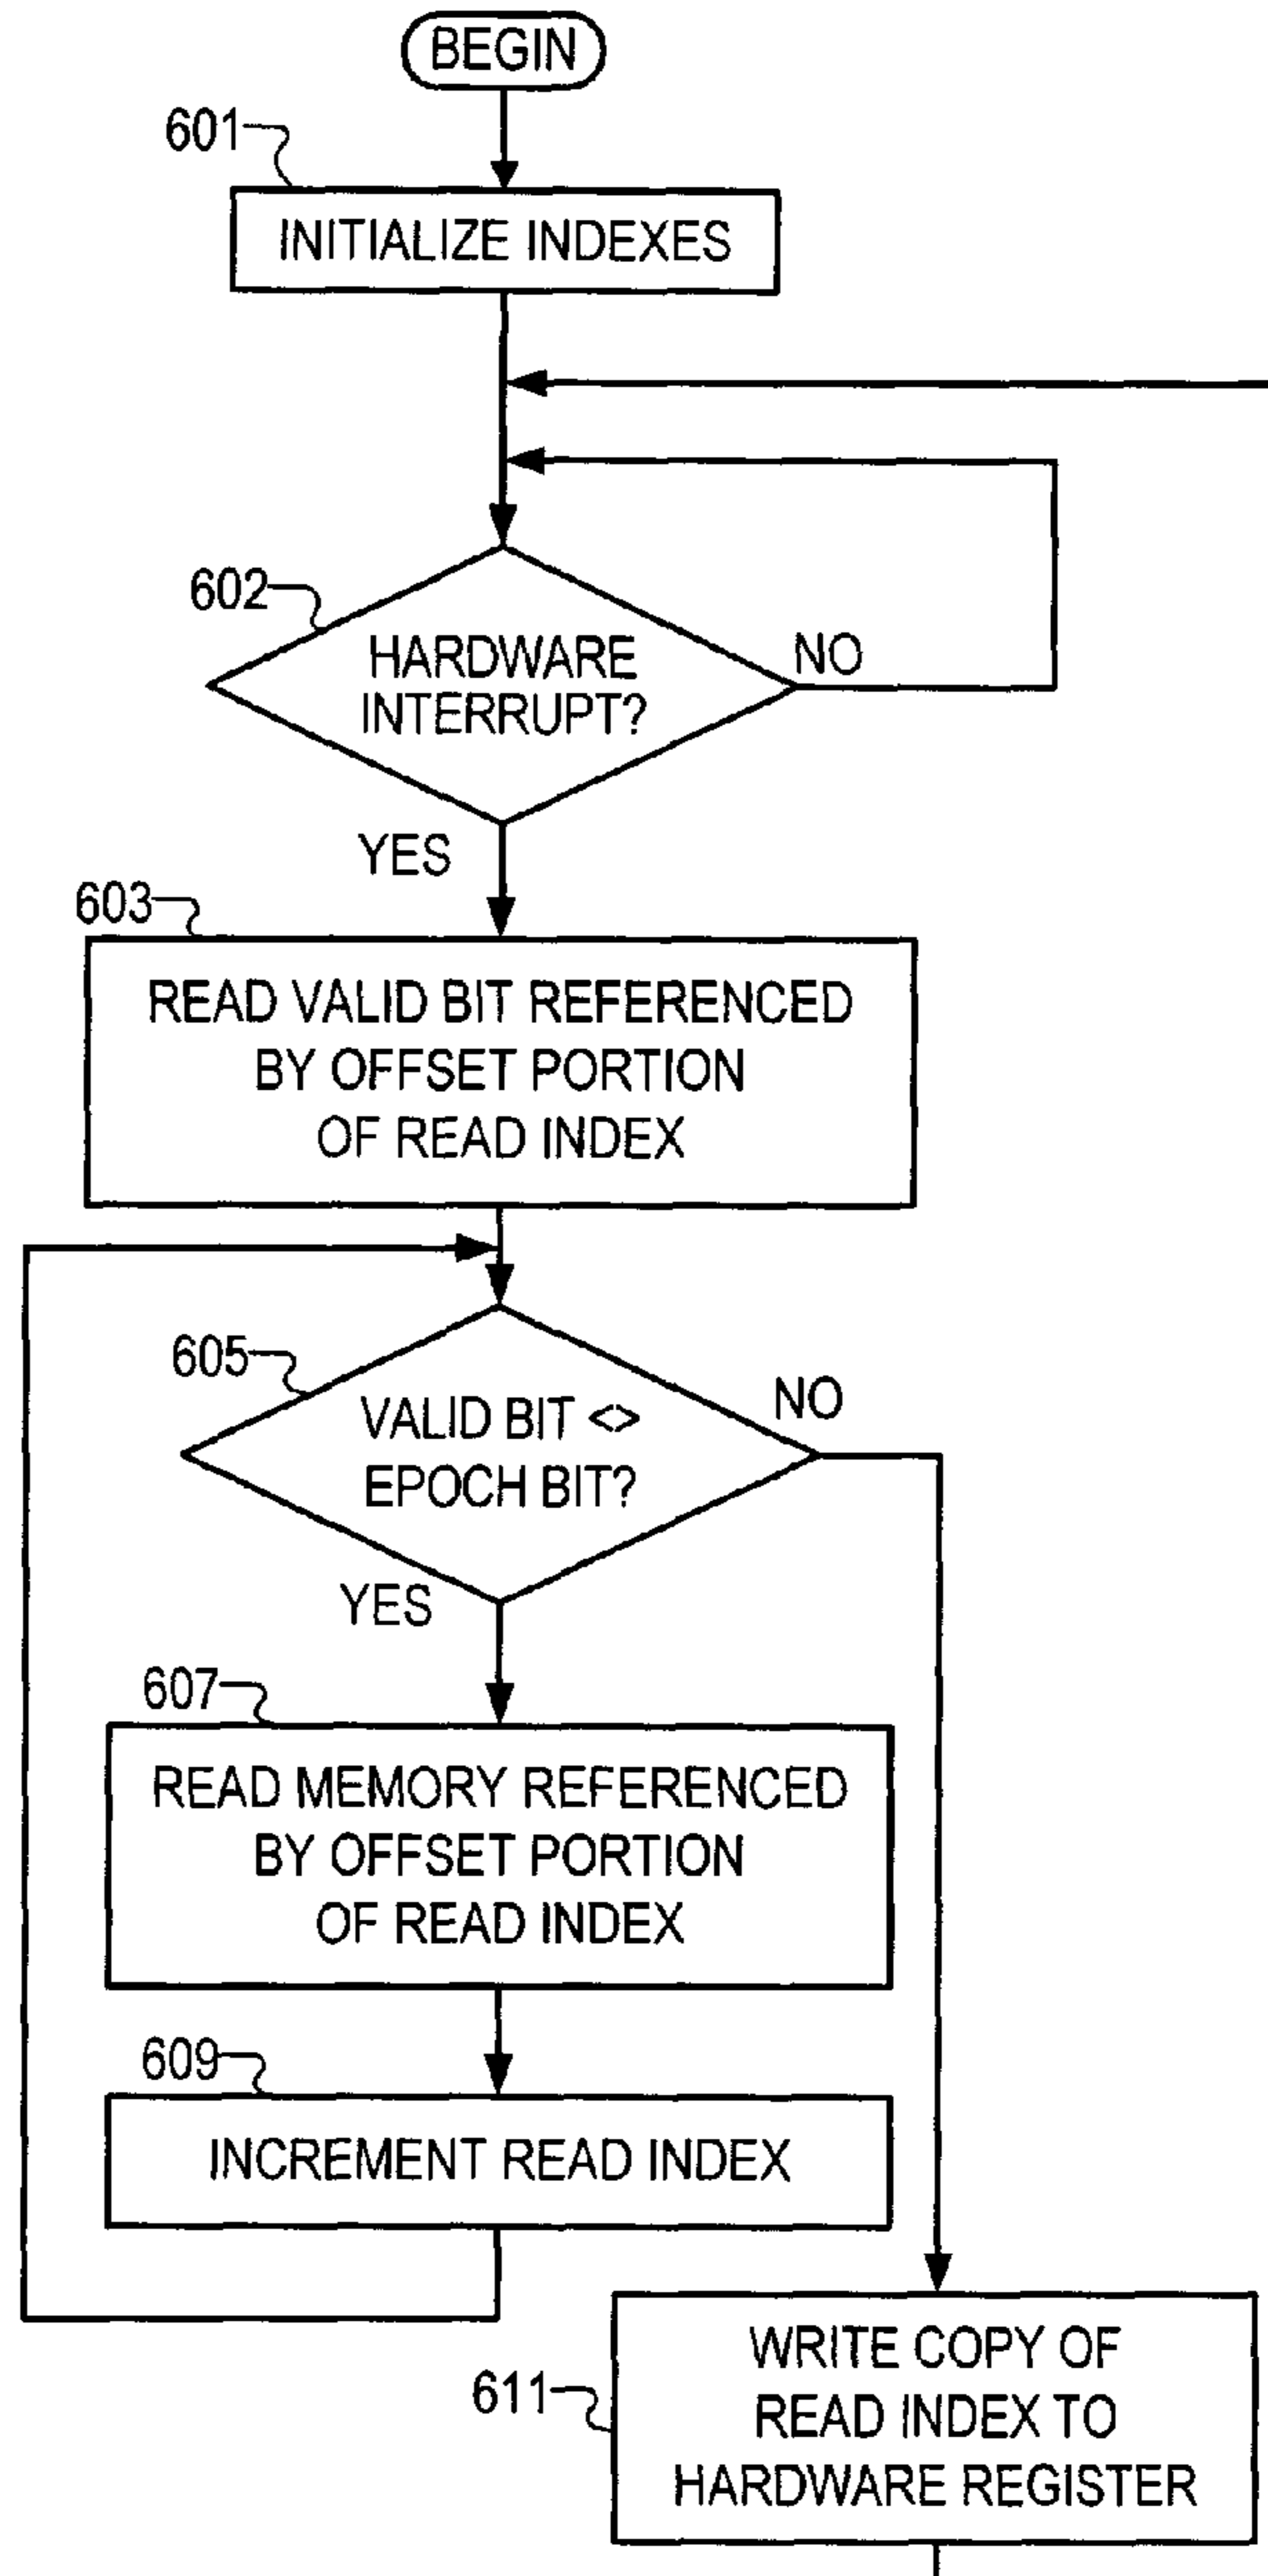 BEGIN
601
INITIALIZE INDEXES
602
HARDWARE
INTERRUPT?
NO
YES
603
READ VALID BIT REFERENCED
BY OFFSET PORTION
OF READ INDEX
605
VALID BIT <>
EPOCH BIT?
NO
YES
607
READ MEMORY REFERENCED
BY OFFSET PORTION
OF READ INDEX
609
INCREMENT READ INDEX
611
WRITE COPY OF
READ INDEX TO
HARDWARE REGISTER